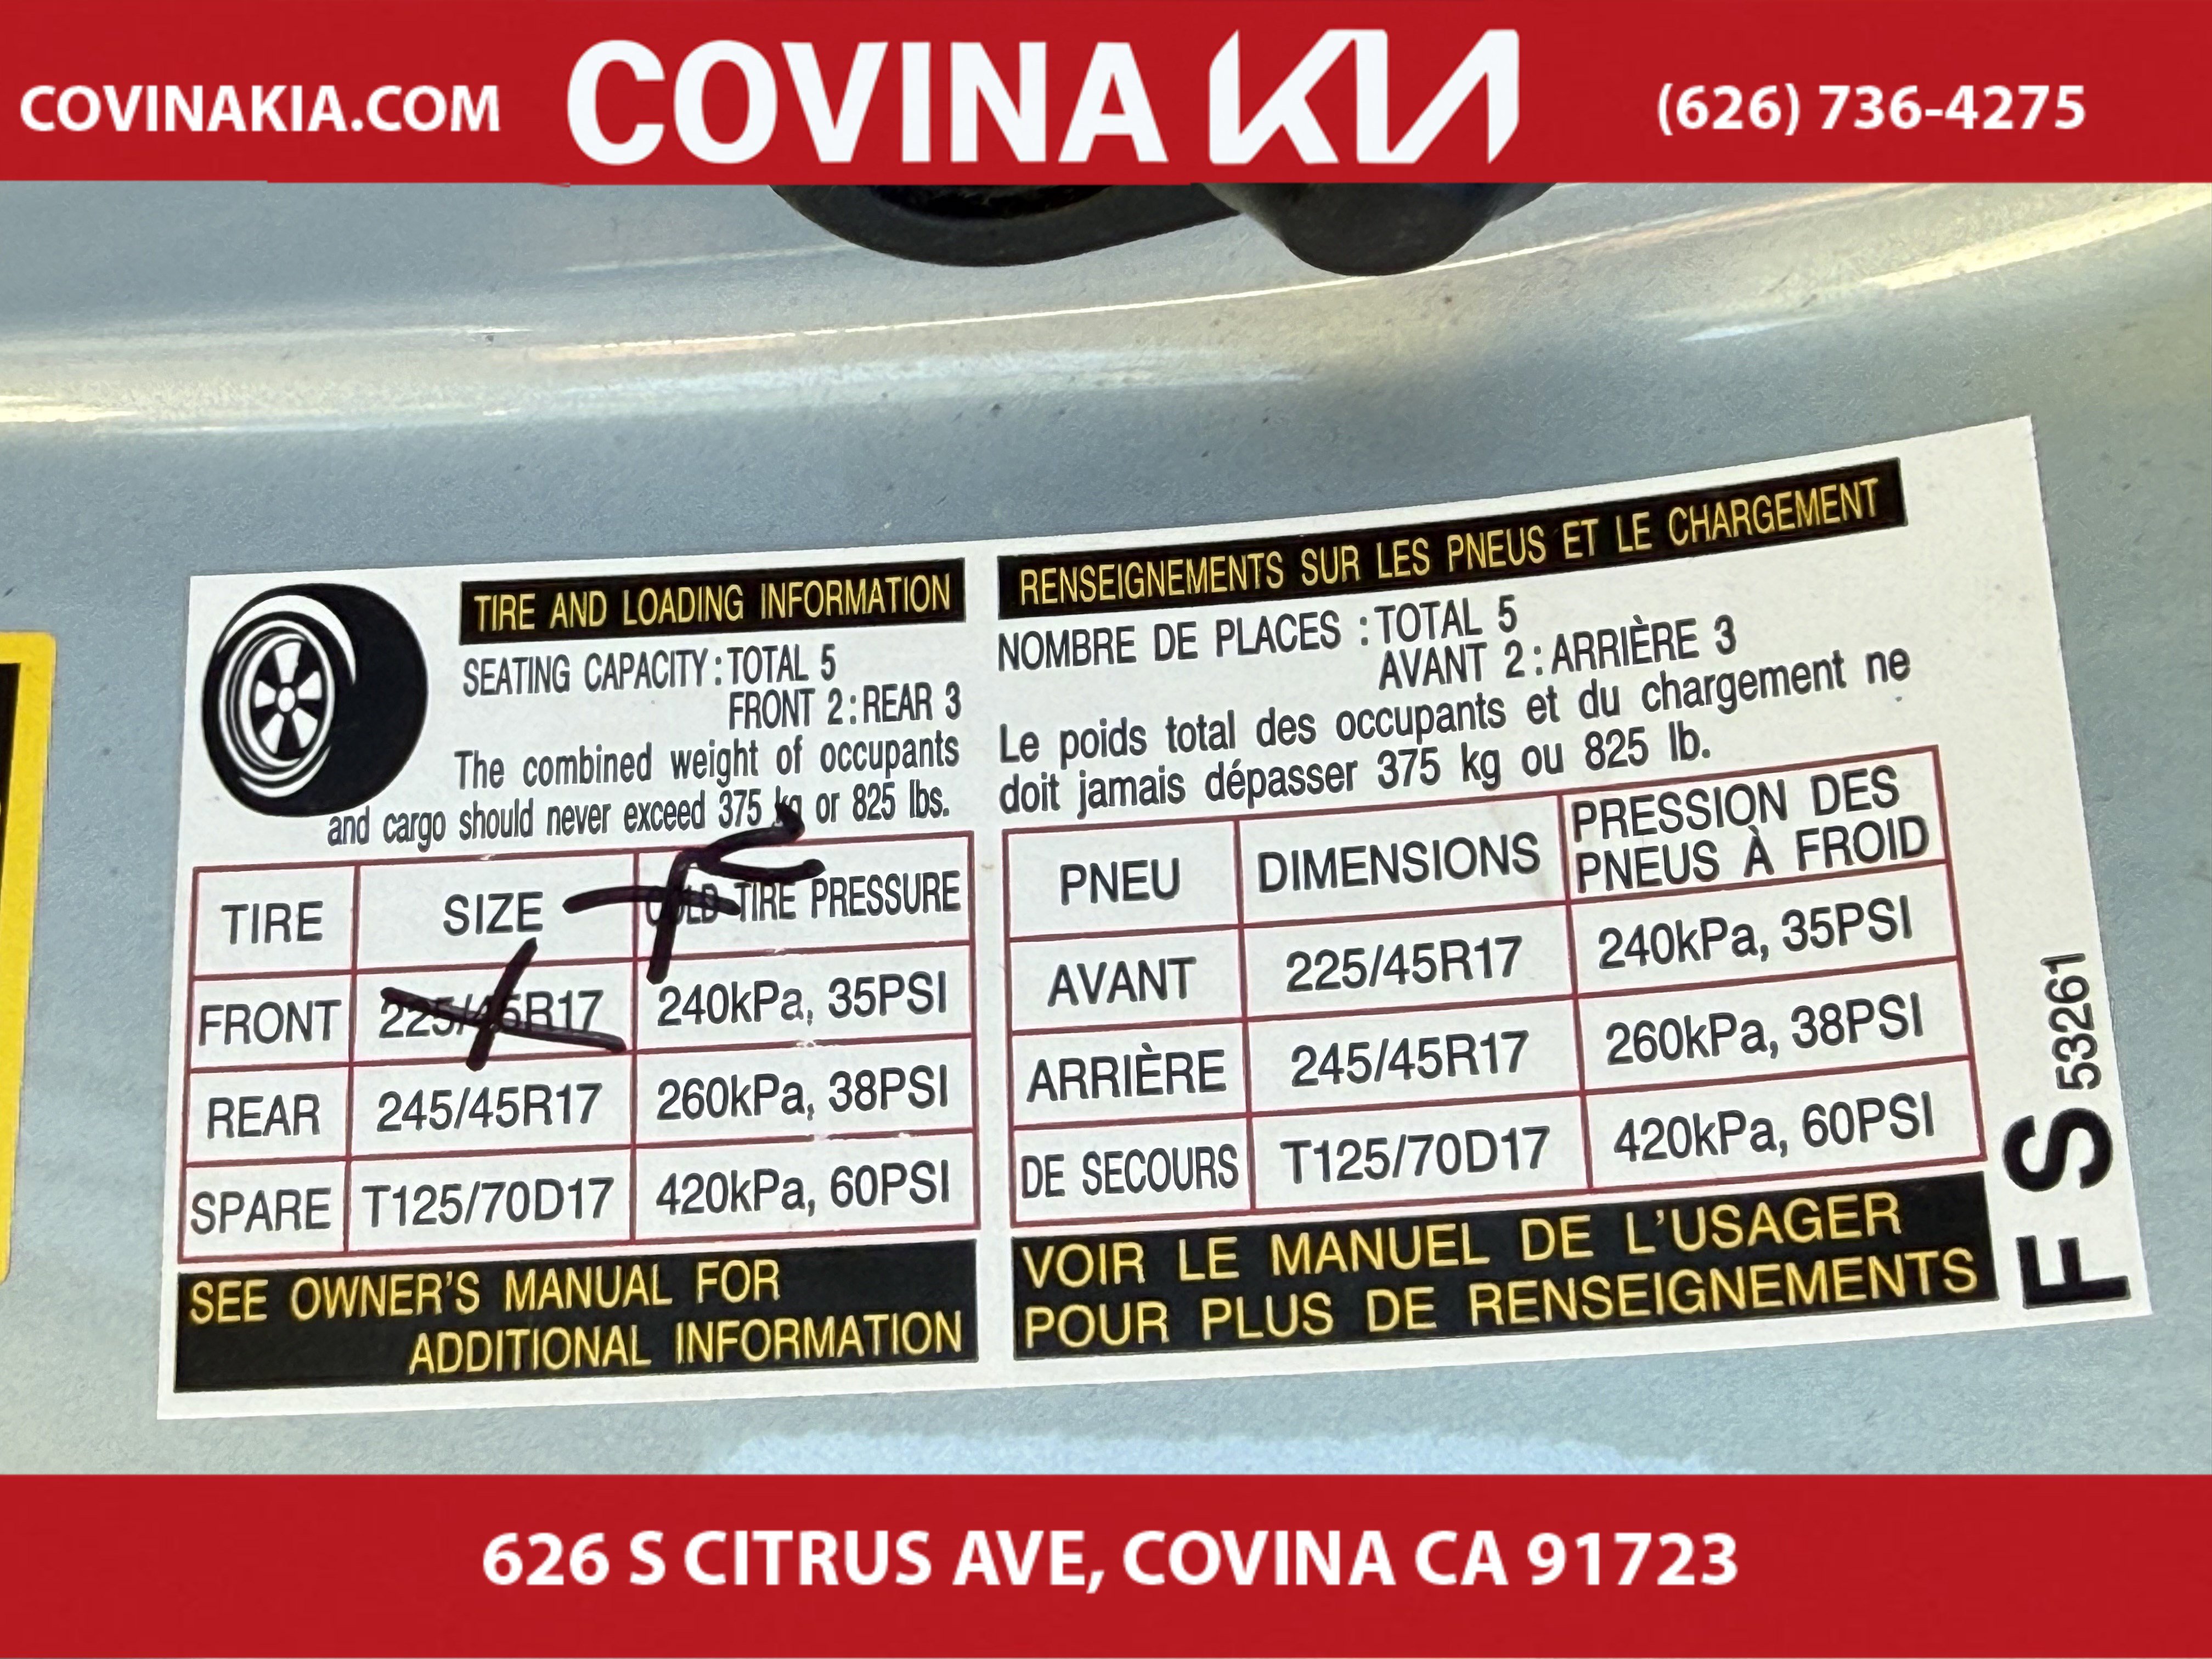 COVINAKIA.COM
COVINA KIA
(626) 736-4275
TIRE AND LOADING INFORMATION
SEATING CAPACITY : TOTAL 5
FRONT 2 : REAR 3
The combined weight of occupants
and cargo should never exceed 375 kg or 825 lbs.
TIRE SIZE COLD TIRE PRESSURE
FRONT 225/45R17 240kPa, 35PSI
REAR 245/45R17 260kPa, 38PSI
SPARE T125/70D17 420kPa, 60PSI
SEE OWNER'S MANUAL FOR
ADDITIONAL INFORMATION
RENSEIGNEMENTS SUR LES PNEUS ET LE CHARGEMENT
NOMBRE DE PLACES : TOTAL 5
AVANT 2 : ARRIÈRE 3
Le poids total des occupants et du chargement ne
doit jamais dépasser 375 kg ou 825 lb.
PNEU DIMENSIONS PRESSION DES
PNEUS À FROID
AVANT 225/45R17 240kPa, 35PSI
ARRIÈRE 245/45R17 260kPa, 38PSI
DE SECOURS T125/70D17 420kPa, 60PSI
VOIR LE MANUEL DE L'USAGER
POUR PLUS DE RENSEIGNEMENTS
F S 53261
626 S CITRUS AVE, COVINA CA 91723